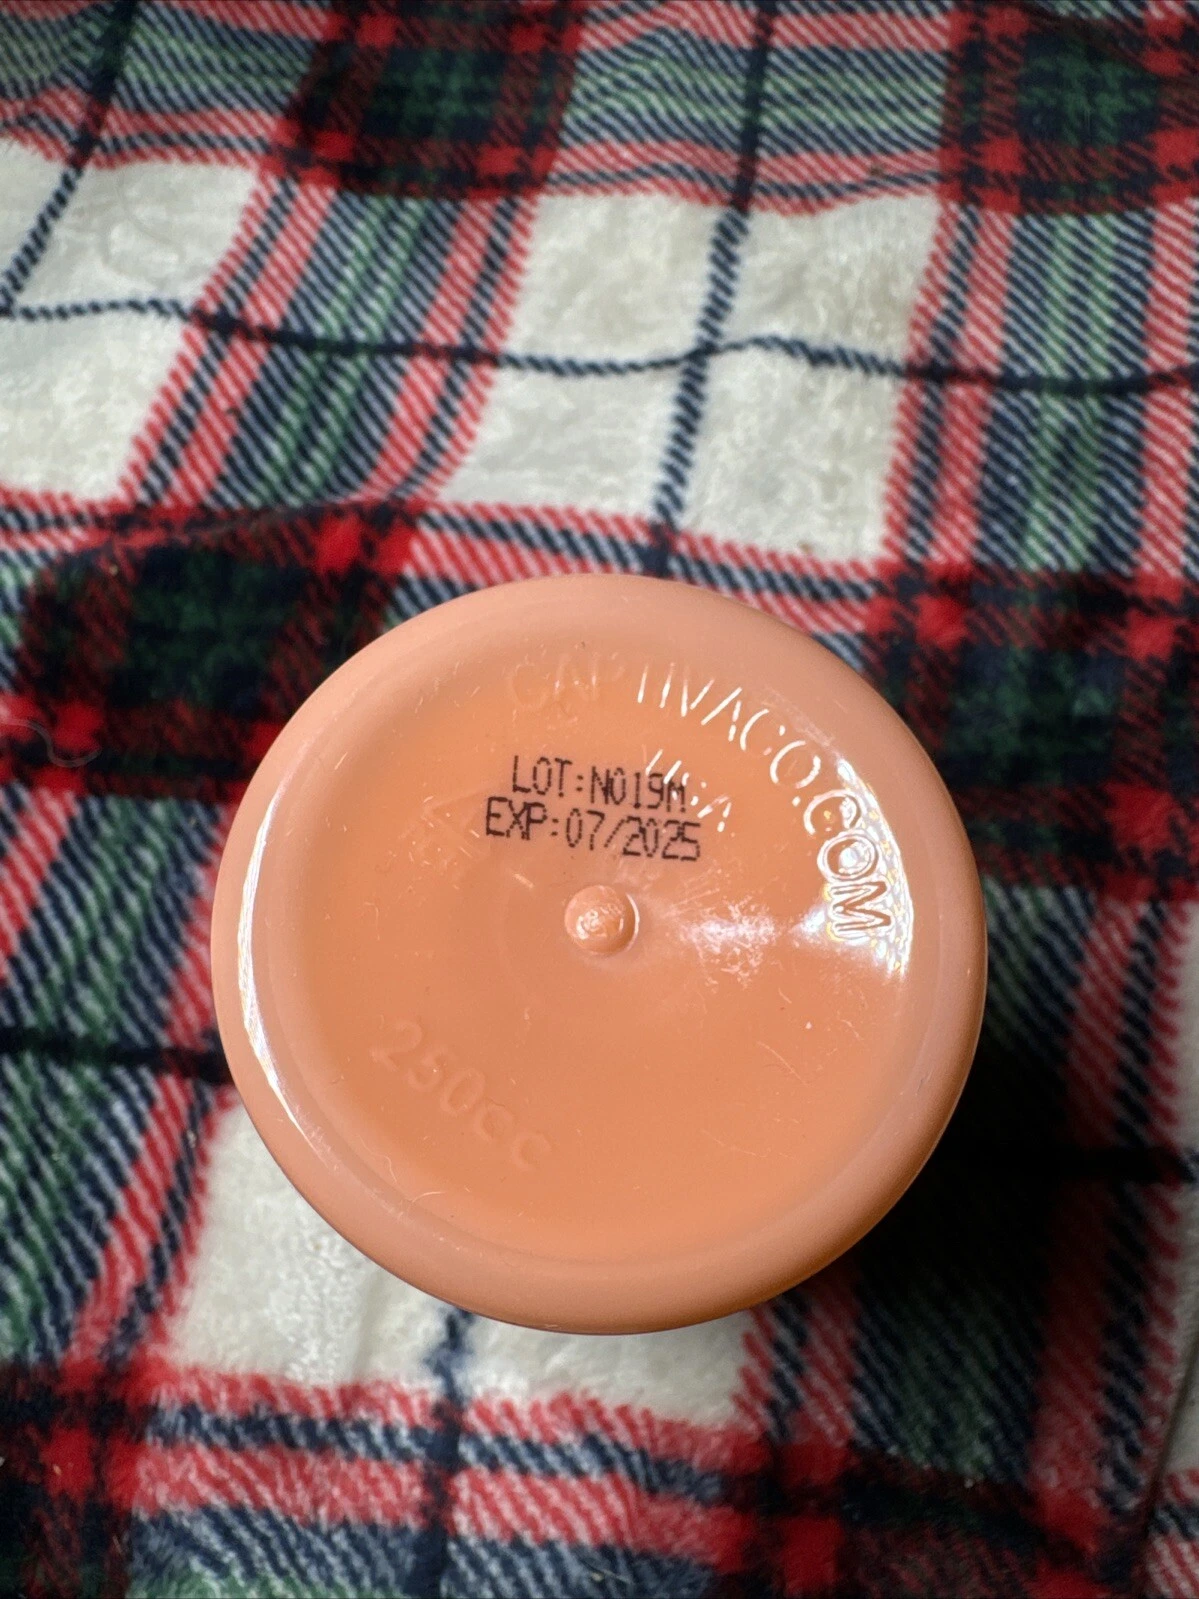 CAPTIVACO.COM
USA
LOT:N019M
EXP:07/2025
250cc